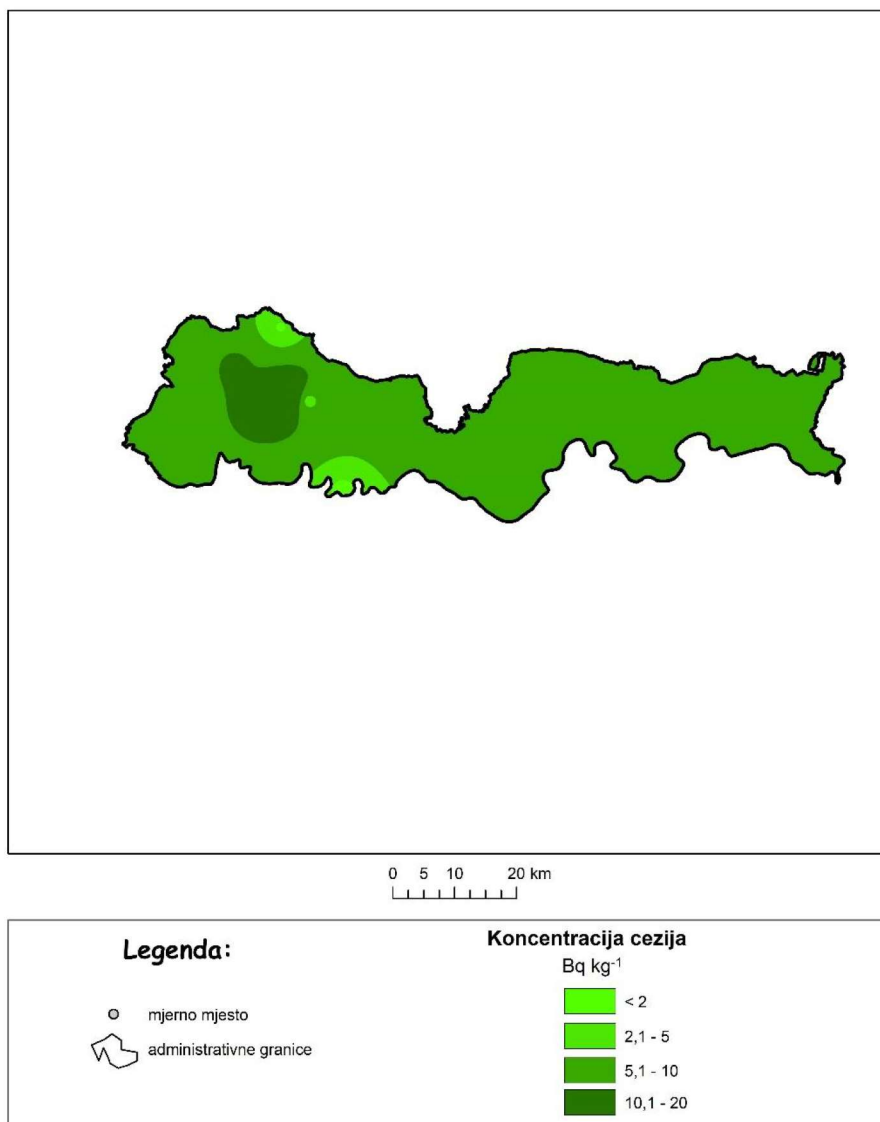 0 5 10 20 km
Legenda:
mjerno mjesto
administrativne granice
Koncentracija cezija
Bq kg⁻¹
< 2
2,1 - 5
5,1 - 10
10,1 - 20